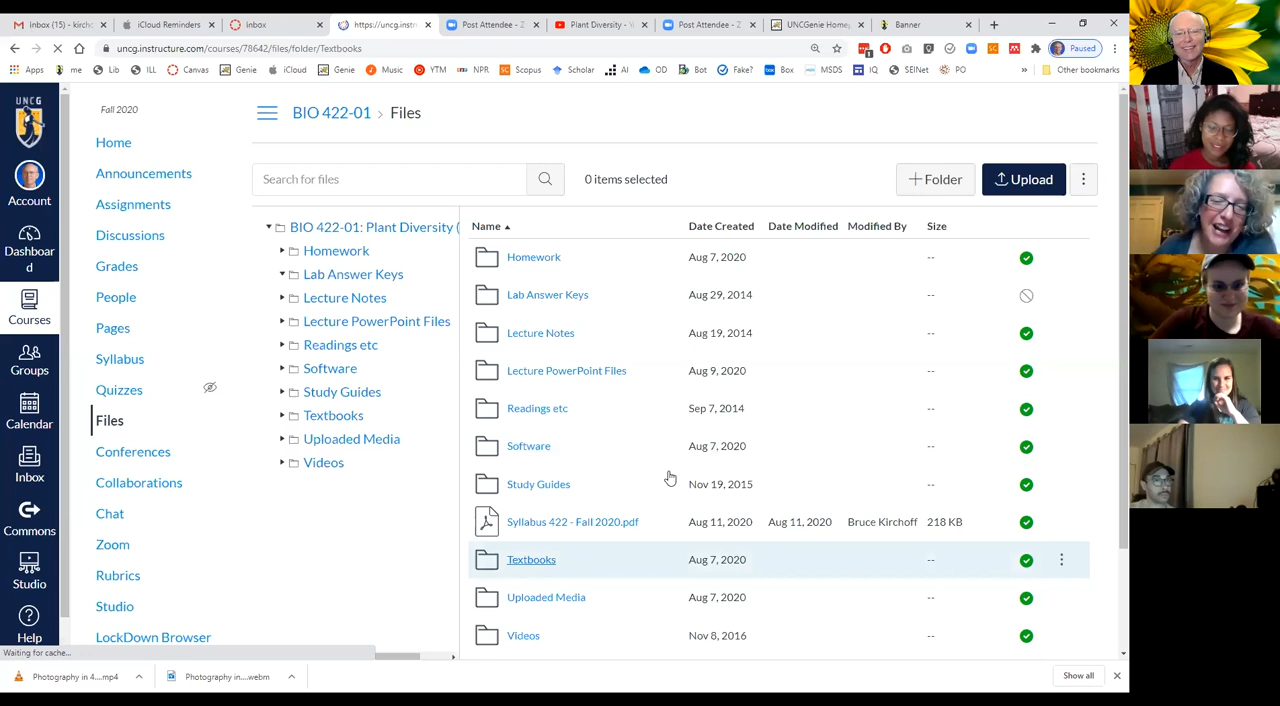 Inbox (15) - kirch
iCloud Reminders
Inbox
https://uncg.instr
Post Attendee - Z
Plant Diversity - Y
Post Attendee - Z
UNCGenie Home
Banner
uncg.instructure.com/courses/78642/files/folder/Textbooks
Paused
Apps
me
Lib
ILL
Canvas
Genie
iCloud
Genie
Music
YTM
NPR
Scopus
Scholar
AI
OD
Bot
Fake?
Box
MSDS
IQ
SEINet
PO
»
Other bookmarks
UNCG
Account
Dashboar
d
Courses
Groups
Calendar
Inbox
Commons
Studio
Help
Fall 2020
Home
Announcements
Assignments
Discussions
Grades
People
Pages
Syllabus
Quizzes
Files
Conferences
Collaborations
Chat
Zoom
Rubrics
Studio
LockDown Browser
BIO 422-01 › Files
Search for files
0 items selected
+ Folder
Upload
BIO 422-01: Plant Diversity (
Homework
Lab Answer Keys
Lecture Notes
Lecture PowerPoint Files
Readings etc
Software
Study Guides
Textbooks
Uploaded Media
Videos
Name Date Created Date Modified Modified By Size
Homework Aug 7, 2020 --
Lab Answer Keys Aug 29, 2014 --
Lecture Notes Aug 19, 2014 --
Lecture PowerPoint Files Aug 9, 2020 --
Readings etc Sep 7, 2014 --
Software Aug 7, 2020 --
Study Guides Nov 19, 2015 --
Syllabus 422 - Fall 2020.pdf Aug 11, 2020 Aug 11, 2020 Bruce Kirchoff 218 KB
Textbooks Aug 7, 2020 --
Uploaded Media Aug 7, 2020 --
Videos Nov 8, 2016 --
Waiting for cache...
Photography in 4....mp4
Photography in....webm
Show all